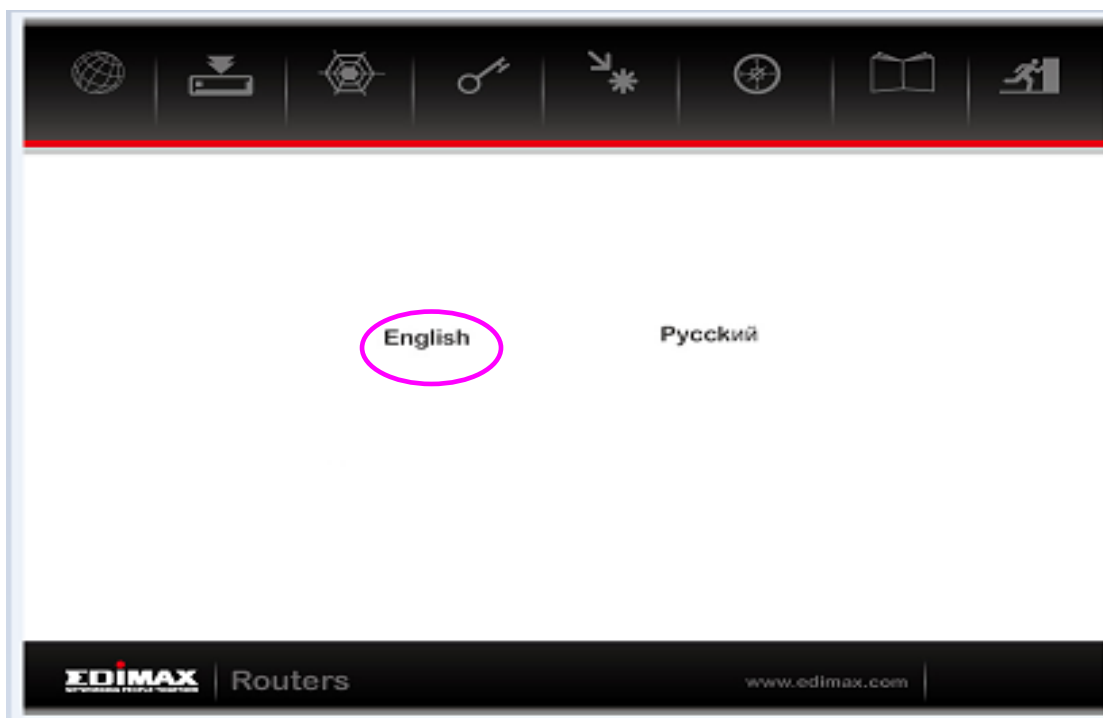 English
Русский
EDIMAX
Routers
www.edimax.com